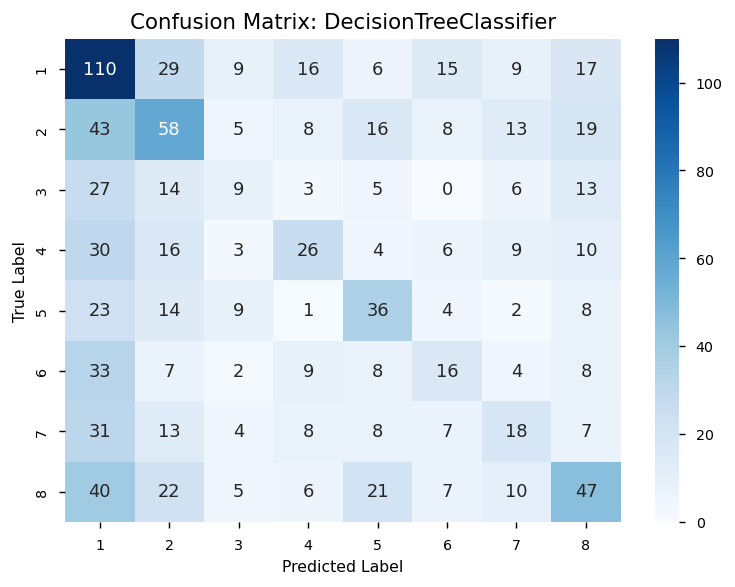 Confusion Matrix: DecisionTreeClassifier
True Label
1 110 29 9 16 6 15 9 17
2 43 58 5 8 16 8 13 19
3 27 14 9 3 5 0 6 13
4 30 16 3 26 4 6 9 10
5 23 14 9 1 36 4 2 8
6 33 7 2 9 8 16 4 8
7 31 13 4 8 8 7 18 7
8 40 22 5 6 21 7 10 47
1 2 3 4 5 6 7 8
Predicted Label
100
80
60
40
20
0